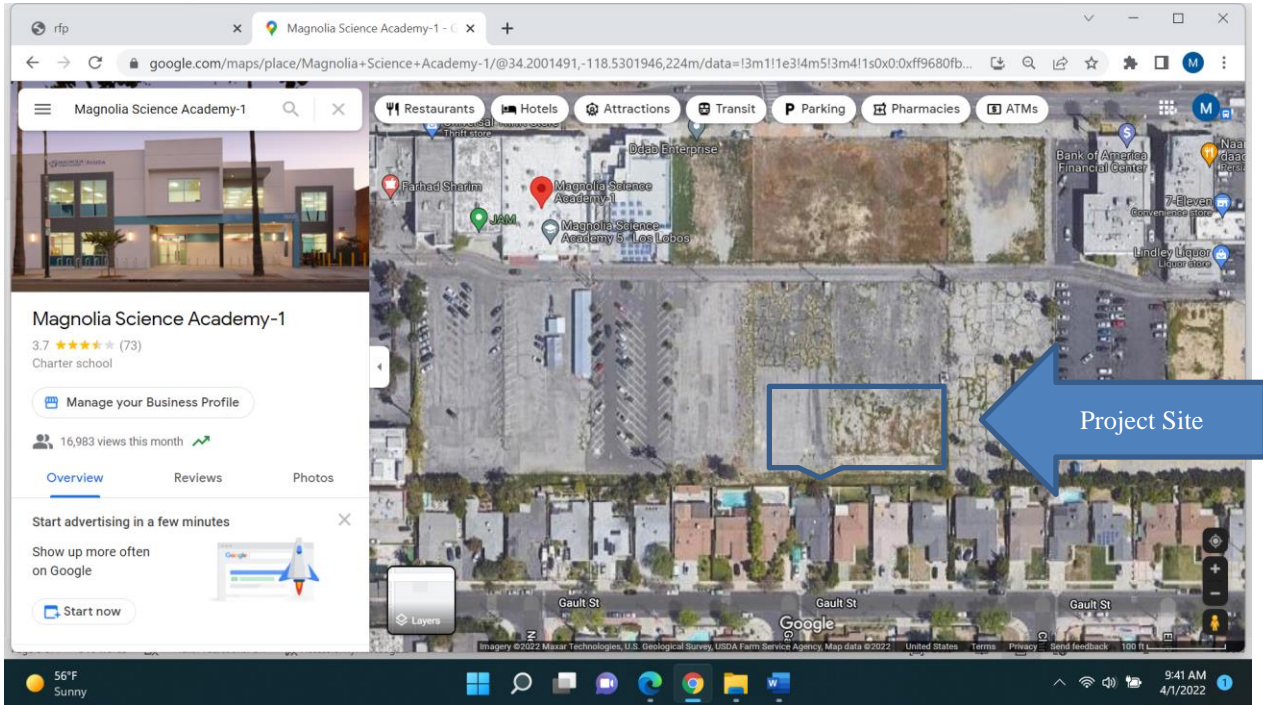 rfp
Magnolia Science Academy-1 - G
google.com/maps/place/Magnolia+Science+Academy-1/@34.2001491,-118.5301946,224m/data=!3m1!1e3!4m5!3m4!1s0x0:0xff9680fb...
M
Magnolia Science Academy-1
Restaurants
Hotels
Attractions
Transit
P Parking
Pharmacies
ATMs
M
Thrift store
Ddab Enterprise
Bank of America
Financial Center
Farhad Sharim
Magnolia Science
Academy-1
7-Eleven
Convenience store
JAM
Magnolia Science
Academy 5 - Los Lobos
Lindley Liquor
Liquor store
Magnolia Science Academy-1
3.7 (73)
Charter school
Manage your Business Profile
16,983 views this month
Overview
Reviews
Photos
Project Site
Start advertising in a few minutes
Show up more often
on Google
Google
Start now
Layers
Gault St
Gault St
Gault St
Google
Imagery ©2022 Maxar Technologies, U.S. Geological Survey, USDA Farm Service Agency, Map data ©2022 United States Terms Privacy Send feedback 100 ft
56°F
Sunny
9:41 AM
4/1/2022
1